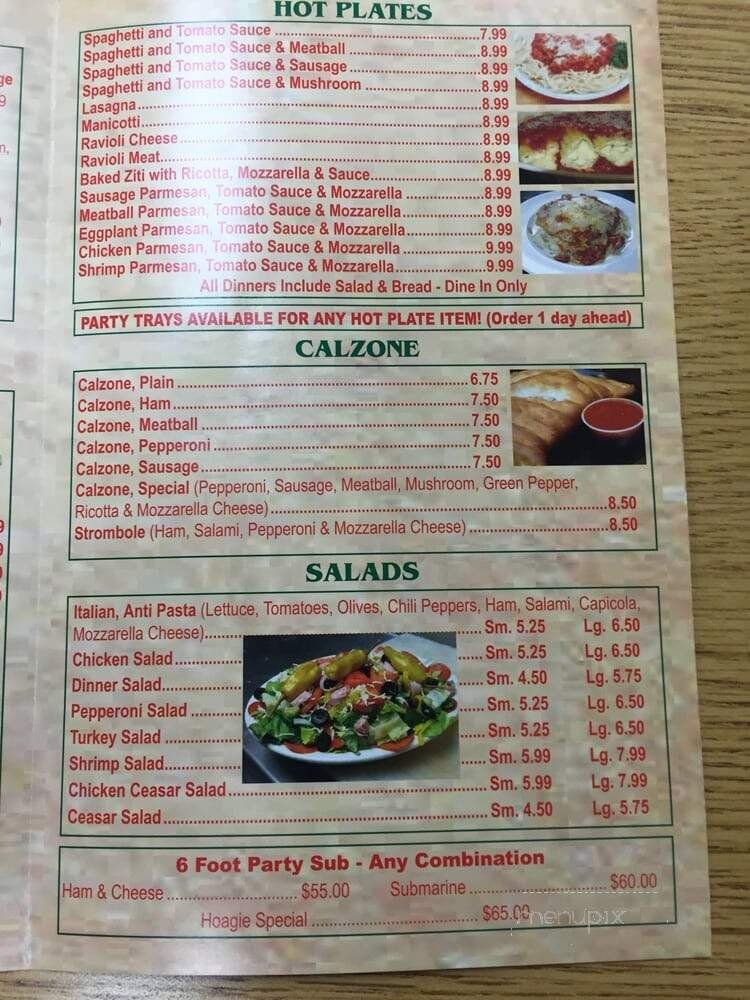 HOT PLATES
Spaghetti and Tomato Sauce 7.99
Spaghetti and Tomato Sauce & Meatball 8.99
Spaghetti and Tomato Sauce & Sausage 8.99
Spaghetti and Tomato Sauce & Mushroom 8.99
Lasagna 8.99
Manicotti 8.99
Ravioli Cheese 8.99
Ravioli Meat 8.99
Baked Ziti with Ricotta, Mozzarella & Sauce 8.99
Sausage Parmesan, Tomato Sauce & Mozzarella 8.99
Meatball Parmesan, Tomato Sauce & Mozzarella 8.99
Eggplant Parmesan, Tomato Sauce & Mozzarella 8.99
Chicken Parmesan, Tomato Sauce & Mozzarella 9.99
Shrimp Parmesan, Tomato Sauce & Mozzarella 9.99
All Dinners Include Salad & Bread - Dine In Only
PARTY TRAYS AVAILABLE FOR ANY HOT PLATE ITEM! (Order 1 day ahead)
CALZONE
Calzone, Plain 6.75
Calzone, Ham 7.50
Calzone, Meatball 7.50
Calzone, Pepperoni 7.50
Calzone, Sausage 7.50
Calzone, Special (Pepperoni, Sausage, Meatball, Mushroom, Green Pepper,
Ricotta & Mozzarella Cheese) 8.50
Strombole (Ham, Salami, Pepperoni & Mozzarella Cheese) 8.50
SALADS
Italian, Anti Pasta (Lettuce, Tomatoes, Olives, Chili Peppers, Ham, Salami, Capicola,
Mozzarella Cheese) Sm. 5.25 Lg. 6.50
Chicken Salad Sm. 5.25 Lg. 6.50
Dinner Salad Sm. 4.50 Lg. 5.75
Pepperoni Salad Sm. 5.25 Lg. 6.50
Turkey Salad Sm. 5.25 Lg. 6.50
Shrimp Salad Sm. 5.99 Lg. 7.99
Chicken Ceasar Salad Sm. 5.99 Lg. 7.99
Ceasar Salad Sm. 4.50 Lg. 5.75
6 Foot Party Sub - Any Combination
Ham & Cheese $55.00 Submarine $60.00
Hoagie Special $65.00
menupix